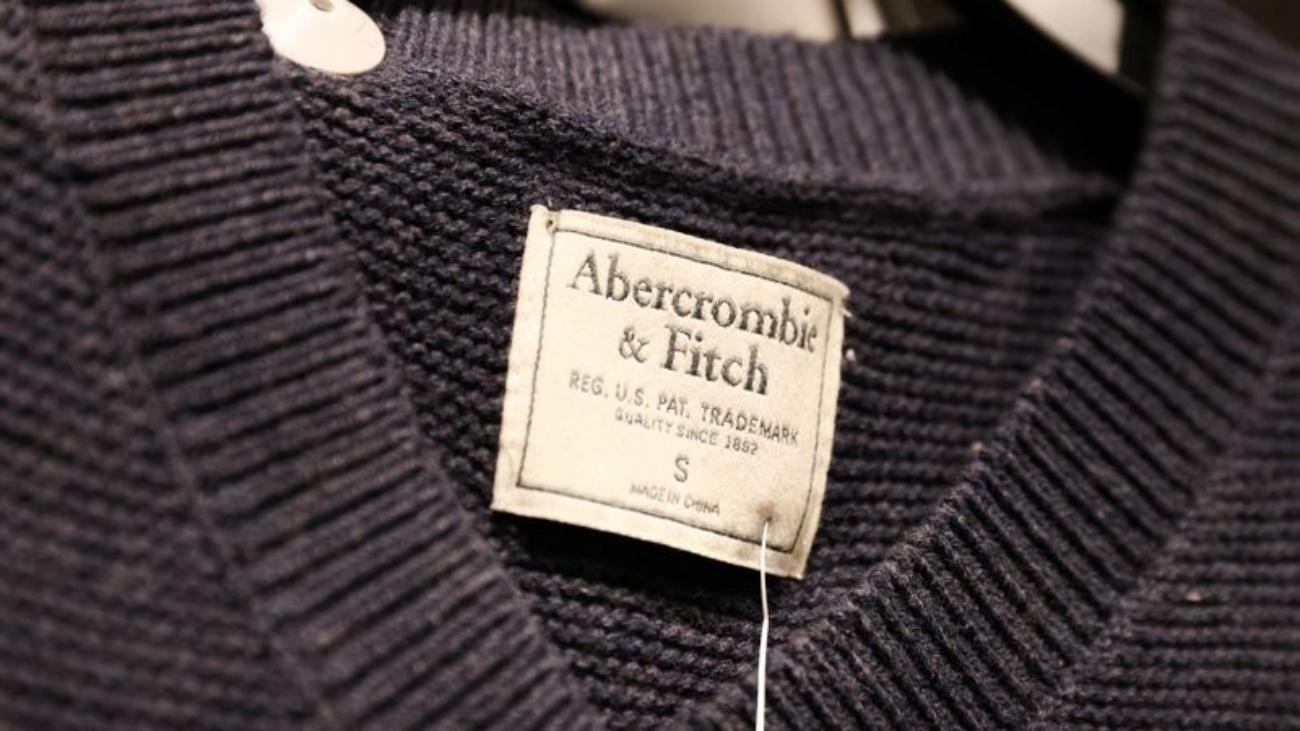 Abercrombie
& Fitch
REG. U.S. PAT. TRADEMARK
QUALITY SINCE 1892
S
MADE IN CHINA